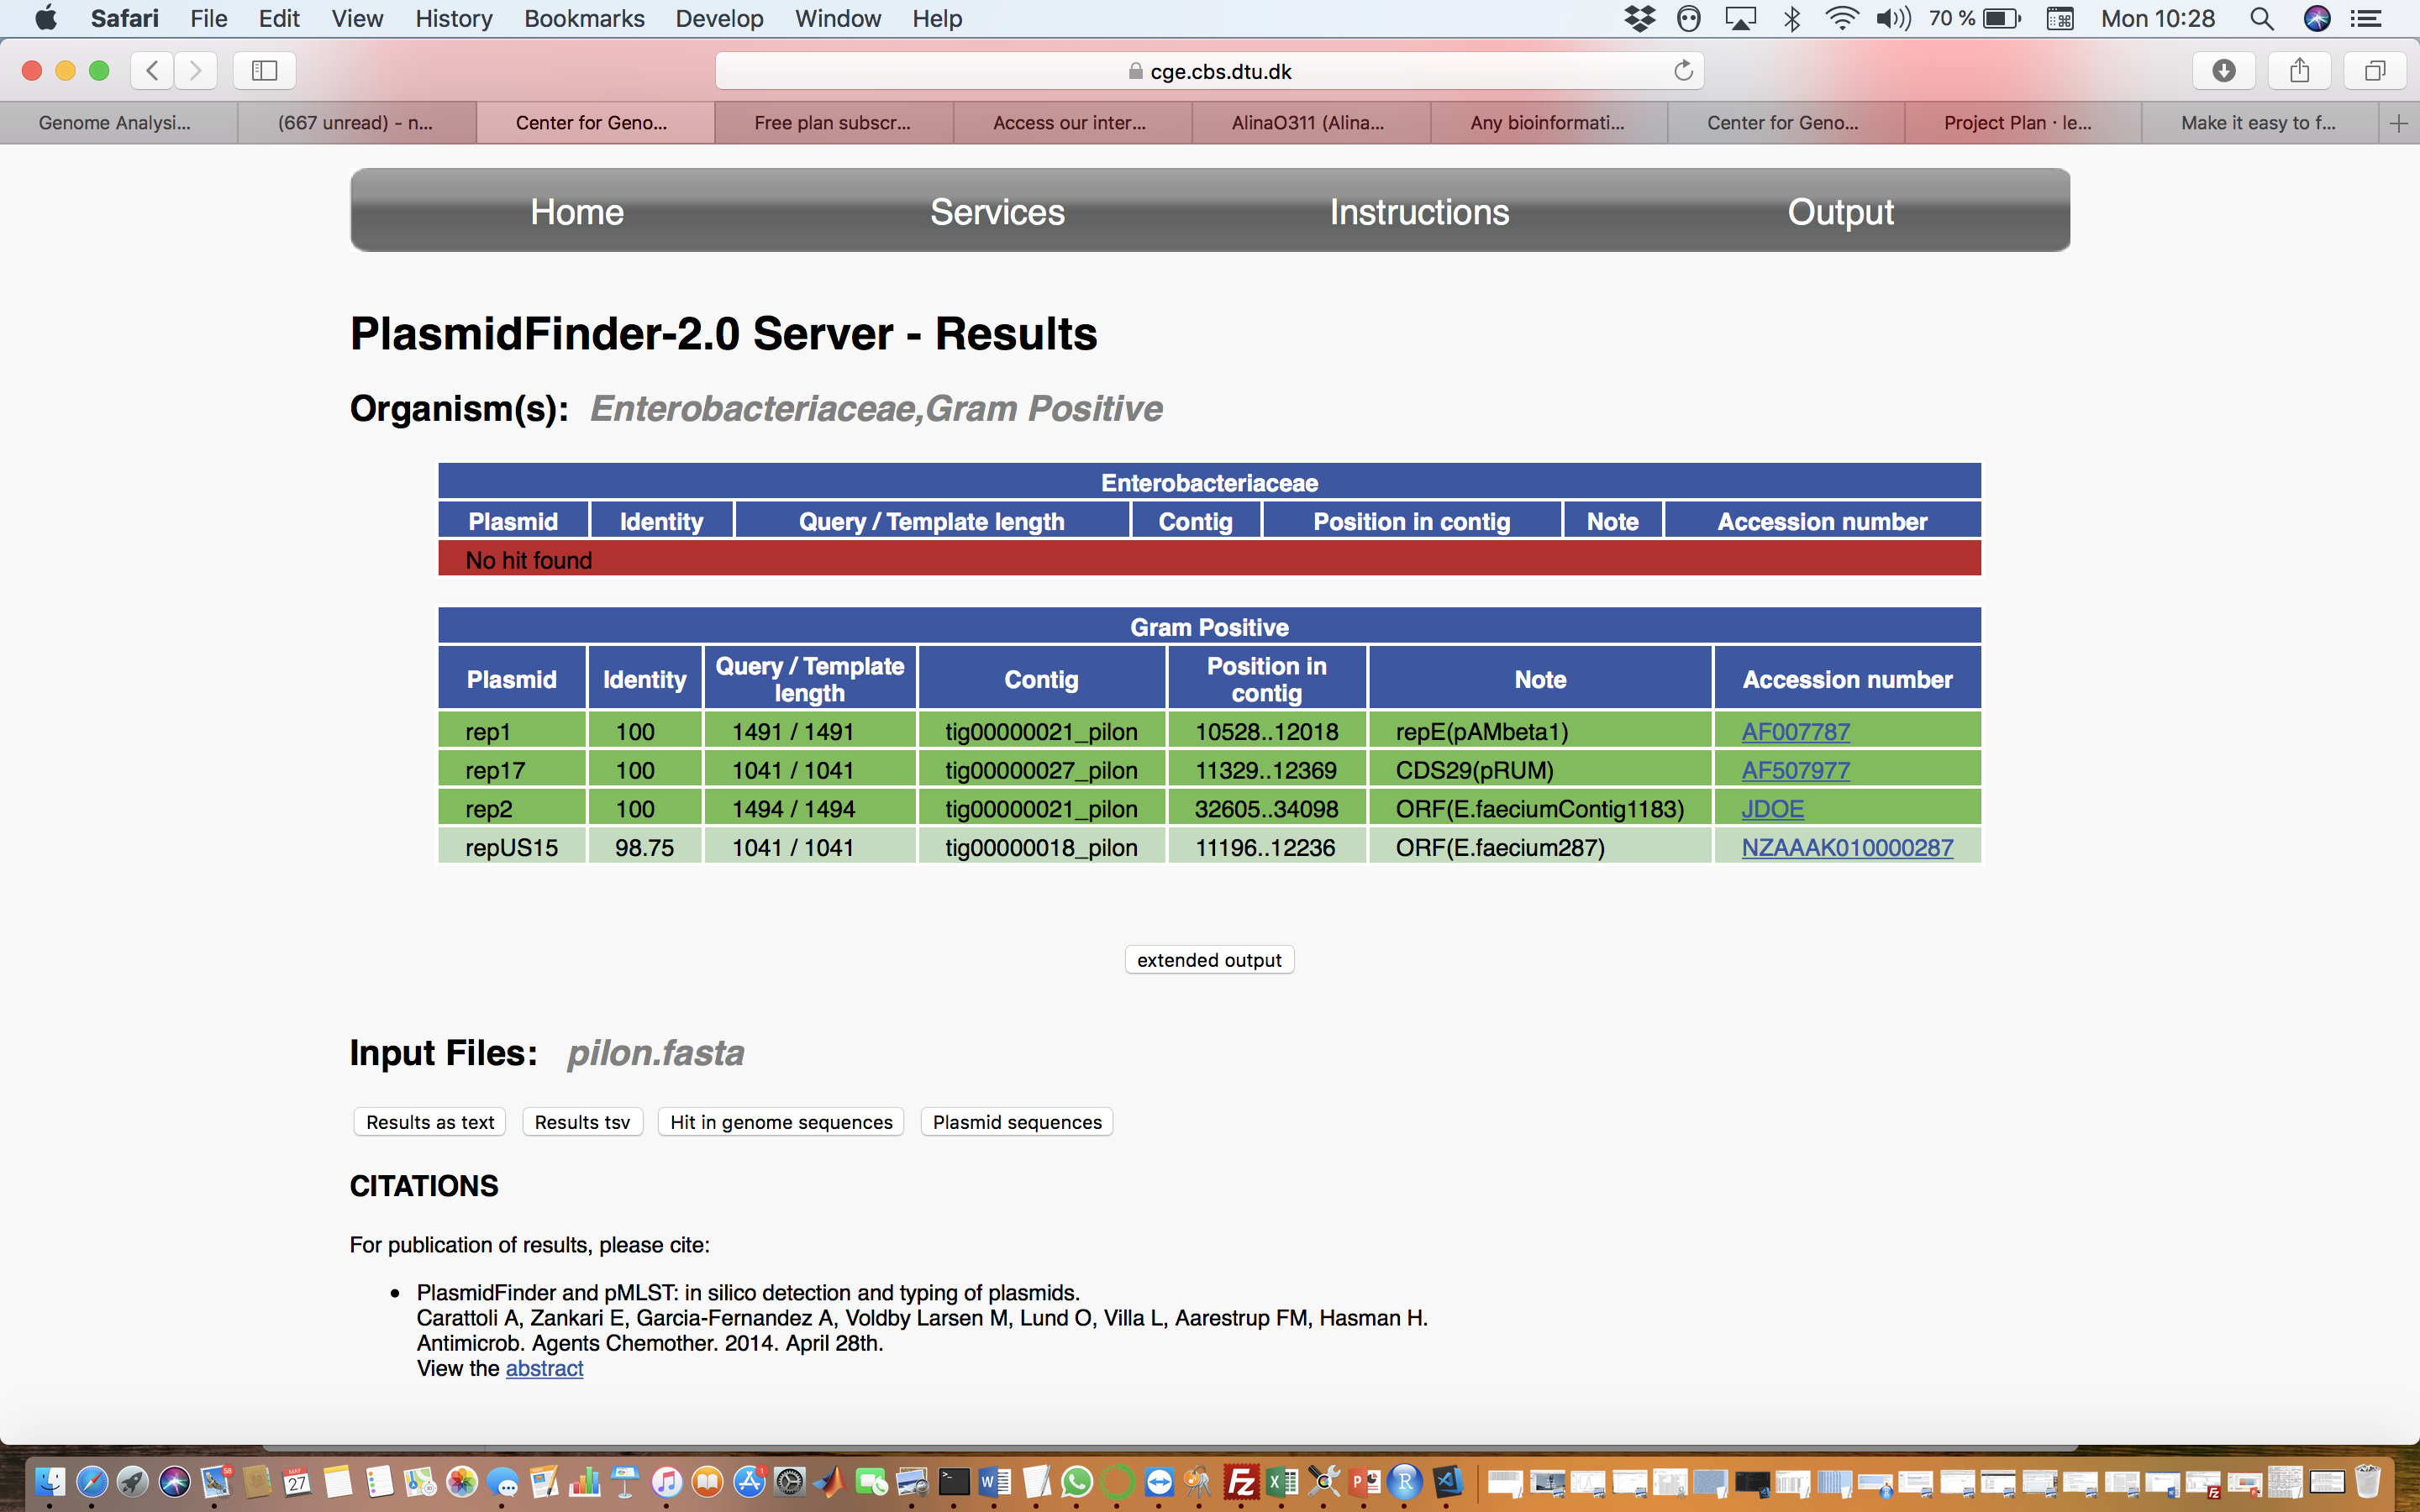 Safari File Edit View History Bookmarks Develop Window Help 70 % Mon 10:28
cge.cbs.dtu.dk
Genome Analysi... (667 unread) - n... Center for Geno... Free plan subscr... Access our inter... AlinaO311 (Alina... Any bioinformati... Center for Geno... Project Plan · le... Make it easy to f...
Home Services Instructions Output
PlasmidFinder-2.0 Server - Results
Organism(s): Enterobacteriaceae,Gram Positive
Enterobacteriaceae
Plasmid Identity Query / Template length Contig Position in contig Note Accession number
No hit found
Gram Positive
Plasmid Identity Query / Template length Contig Position in contig Note Accession number
rep1 100 1491 / 1491 tig00000021_pilon 10528..12018 repE(pAMbeta1) AF007787
rep17 100 1041 / 1041 tig00000027_pilon 11329..12369 CDS29(pRUM) AF507977
rep2 100 1494 / 1494 tig00000021_pilon 32605..34098 ORF(E.faeciumContig1183) JDOE
repUS15 98.75 1041 / 1041 tig00000018_pilon 11196..12236 ORF(E.faecium287) NZAAAK010000287
extended output
Input Files: pilon.fasta
Results as text Results tsv Hit in genome sequences Plasmid sequences
CITATIONS
For publication of results, please cite:
PlasmidFinder and pMLST: in silico detection and typing of plasmids.
Carattoli A, Zankari E, Garcia-Fernandez A, Voldby Larsen M, Lund O, Villa L, Aarestrup FM, Hasman H.
Antimicrob. Agents Chemother. 2014. April 28th.
View the abstract
58 MAY 27 1